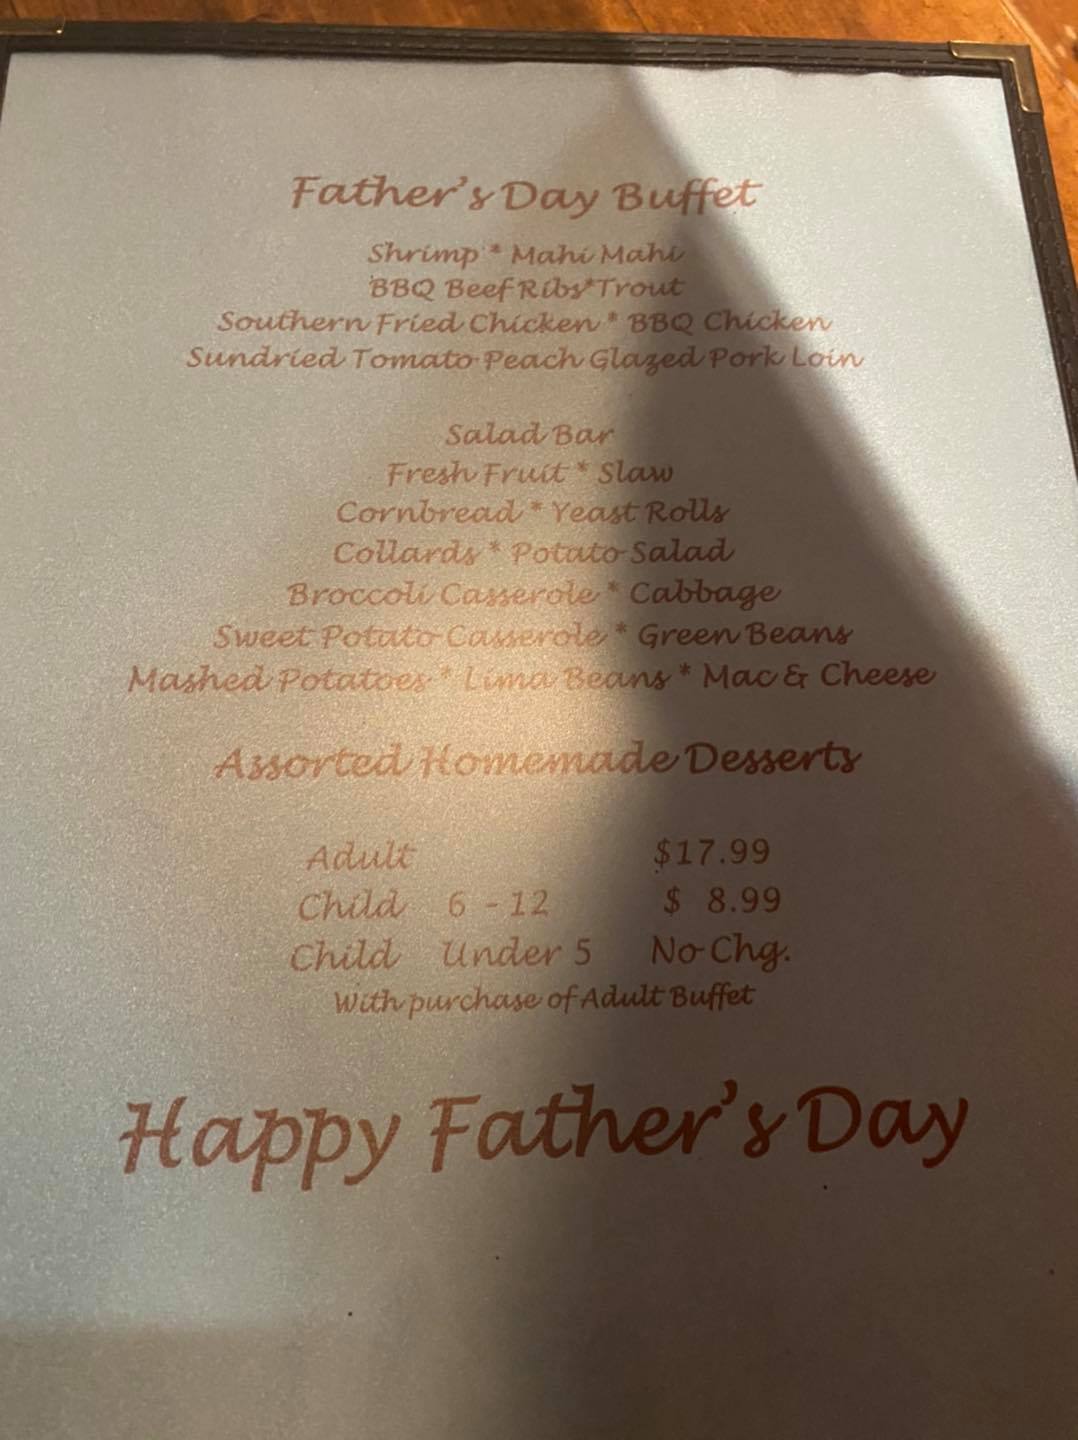 Father's Day Buffet
Shrimp * Mahi Mahi
BBQ Beef Ribs*Trout
Southern Fried Chicken * BBQ Chicken
Sundried Tomato Peach Glazed Pork Loin
Salad Bar
Fresh Fruit * Slaw
Cornbread * Yeast Rolls
Collards * Potato Salad
Broccoli Casserole * Cabbage
Sweet Potato Casserole * Green Beans
Mashed Potatoes * Lima Beans * Mac & Cheese
Assorted Homemade Desserts
Adult $17.99
Child 6 - 12 $ 8.99
Child Under 5 No Chg.
With purchase of Adult Buffet
Happy Father's Day